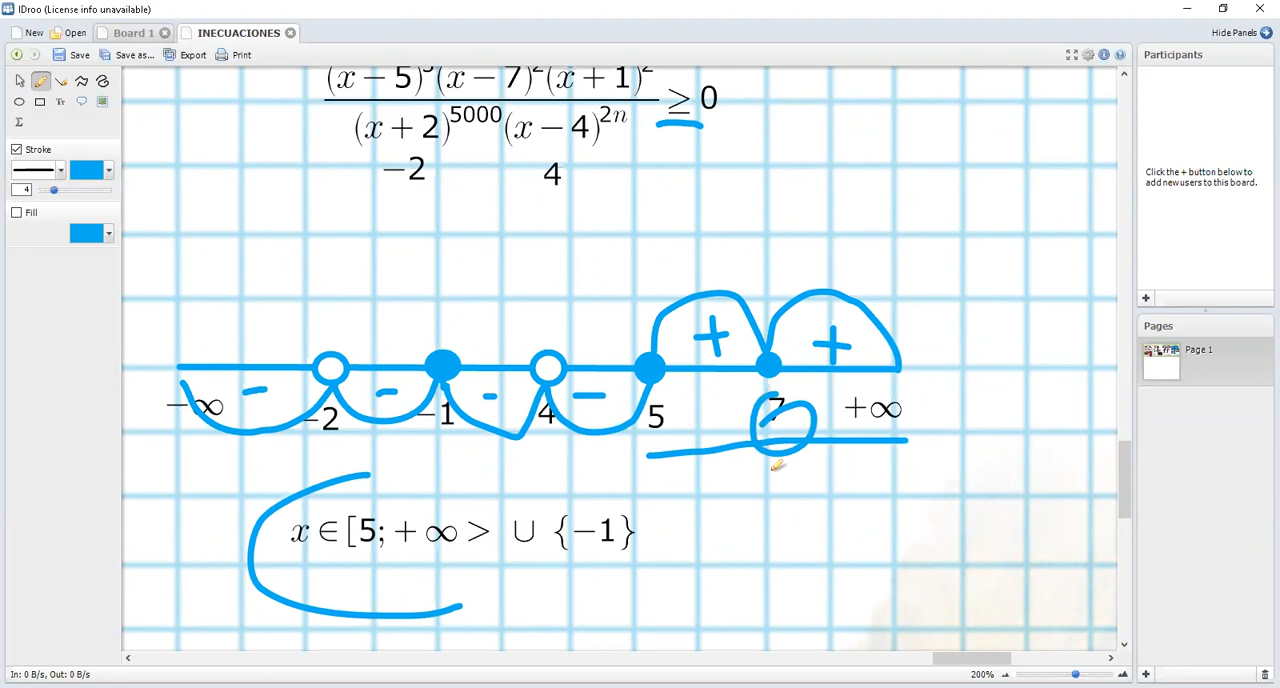 IDroo (License info unavailable)
New Open Board 1 INECUACIONES Hide Panels
Save Save as... Export Print
Participants
Click the + button below to
add new users to this board.
Tr
Σ
Stroke
4
Fill
(x − 5)³(x − 7)²(x + 1)²
(x + 2)⁵⁰⁰⁰(x − 4)²ⁿ ≥ 0
−2 4
+ +
− − − −
−∞ −2 −1 4 5 7 +∞
x ∈ [5; + ∞ > ∪ {−1}
Pages
Page 1
In: 0 B/s, Out: 0 B/s
200%